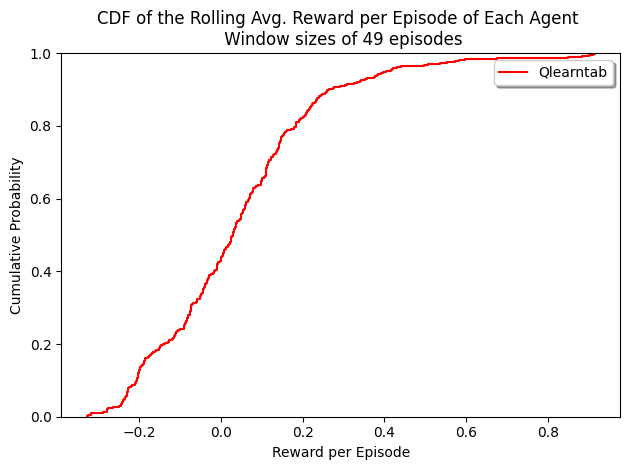 CDF of the Rolling Avg. Reward per Episode of Each Agent
Window sizes of 49 episodes
Qlearntab
1.0
0.8
0.6
0.4
0.2
0.0
Cumulative Probability
−0.2 0.0 0.2 0.4 0.6 0.8
Reward per Episode